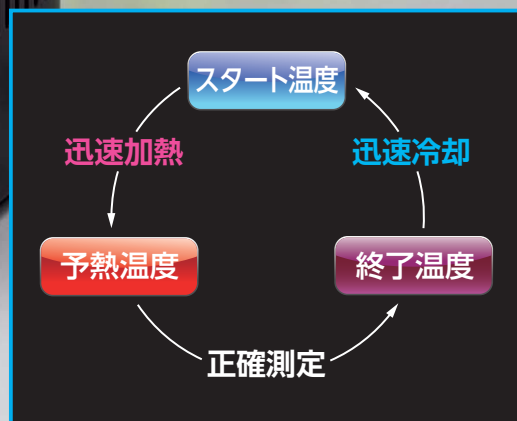 スタート温度
迅速加熱
迅速冷却
予熱温度
終了温度
正確測定